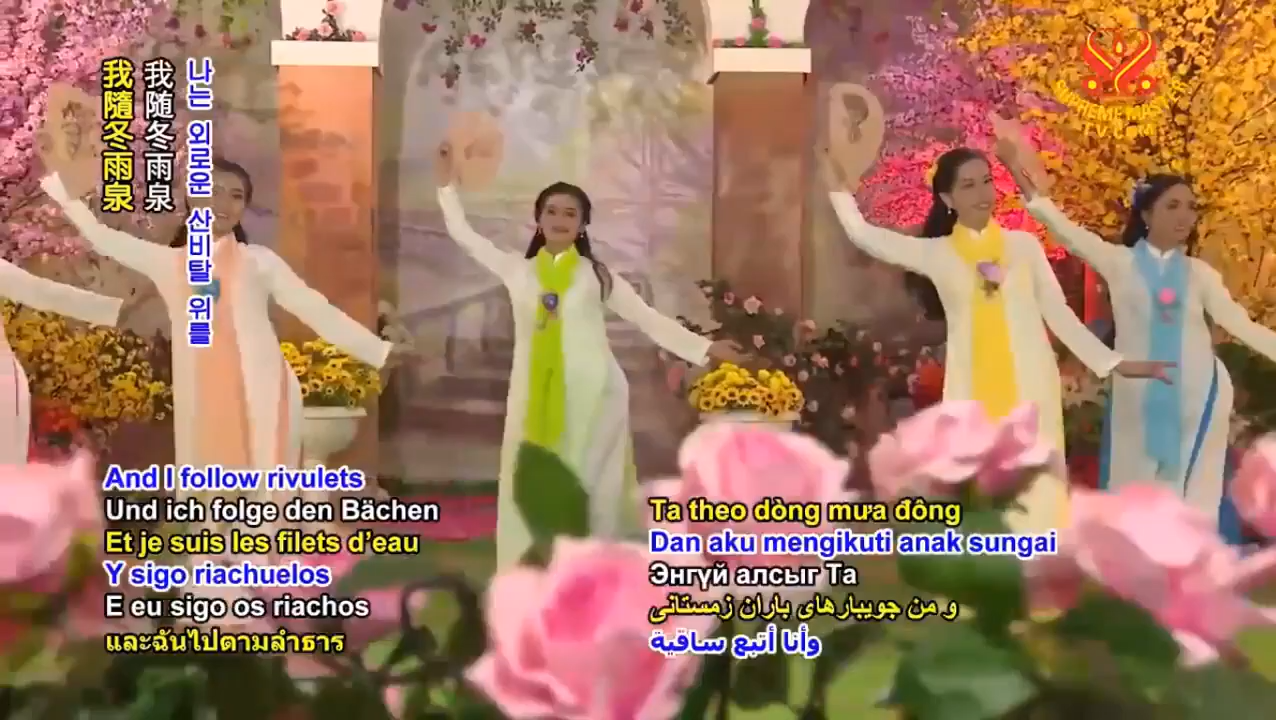 我隨冬雨泉
我随冬雨泉
나는 외로운 산비탈 위를
SUPREME MASTER
TV.COM
And I follow rivulets
Und ich folge den Bächen
Et je suis les filets d’eau
Y sigo riachuelos
E eu sigo os riachos
และฉันไปตามลำธาร
Ta theo dòng mưa đông
Dan aku mengikuti anak sungai
Энгүй алсыг Та
و من جویبارهای باران زمستانی
وأنا أتبع ساقية